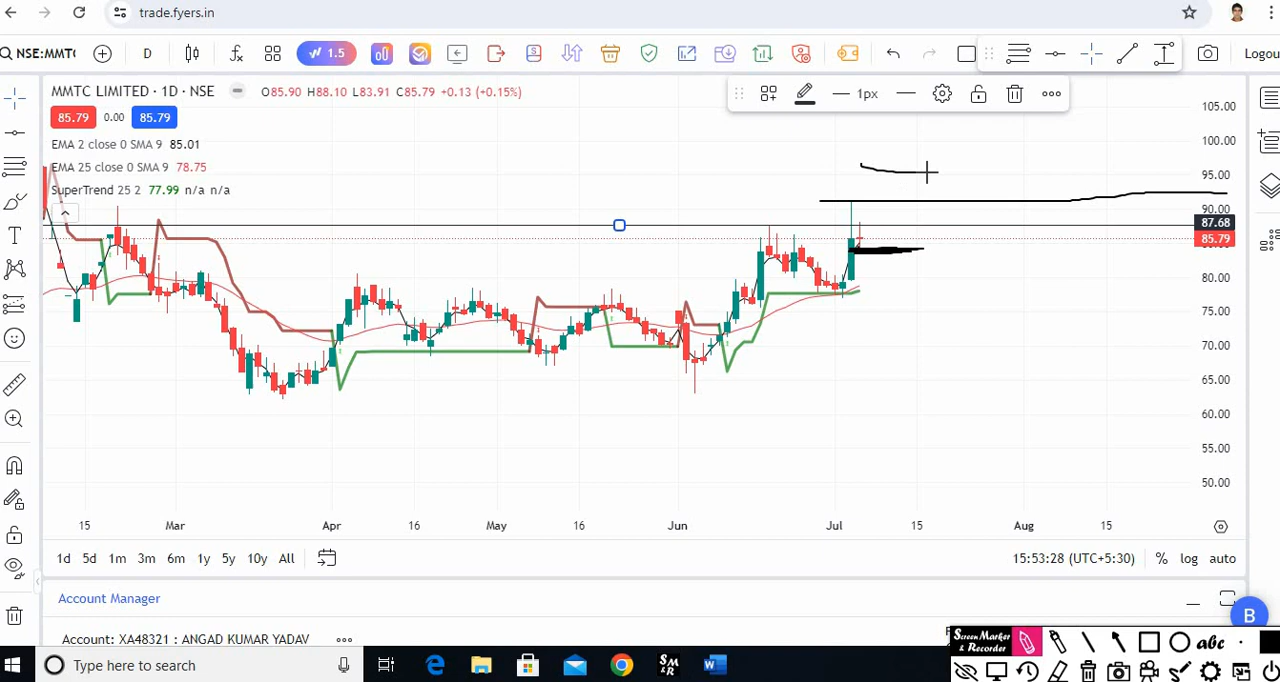 trade.fyers.in
NSE:MMTC D 1.5 Logou
MMTC LIMITED · 1D · NSE O85.90 H88.10 L83.91 C85.79 +0.13 (+0.15%)
1px
85.79 0.00 85.79
EMA 2 close 0 SMA 9 85.01
EMA 25 close 0 SMA 9 78.75
SuperTrend 25 2 77.99 n/a n/a
105.00
100.00
95.00
90.00
87.68
85.79
80.00
75.00
70.00
65.00
60.00
55.00
50.00
15 Mar Apr 16 May 16 Jun Jul 15 Aug 15
1d 5d 1m 3m 6m 1y 5y 10y All 15:53:28 (UTC+5:30) % log auto
Account Manager
B
Account: XA48321 : ANGAD KUMAR YADAV
Screen Marker & Recorder abc
Type here to search
SM &R